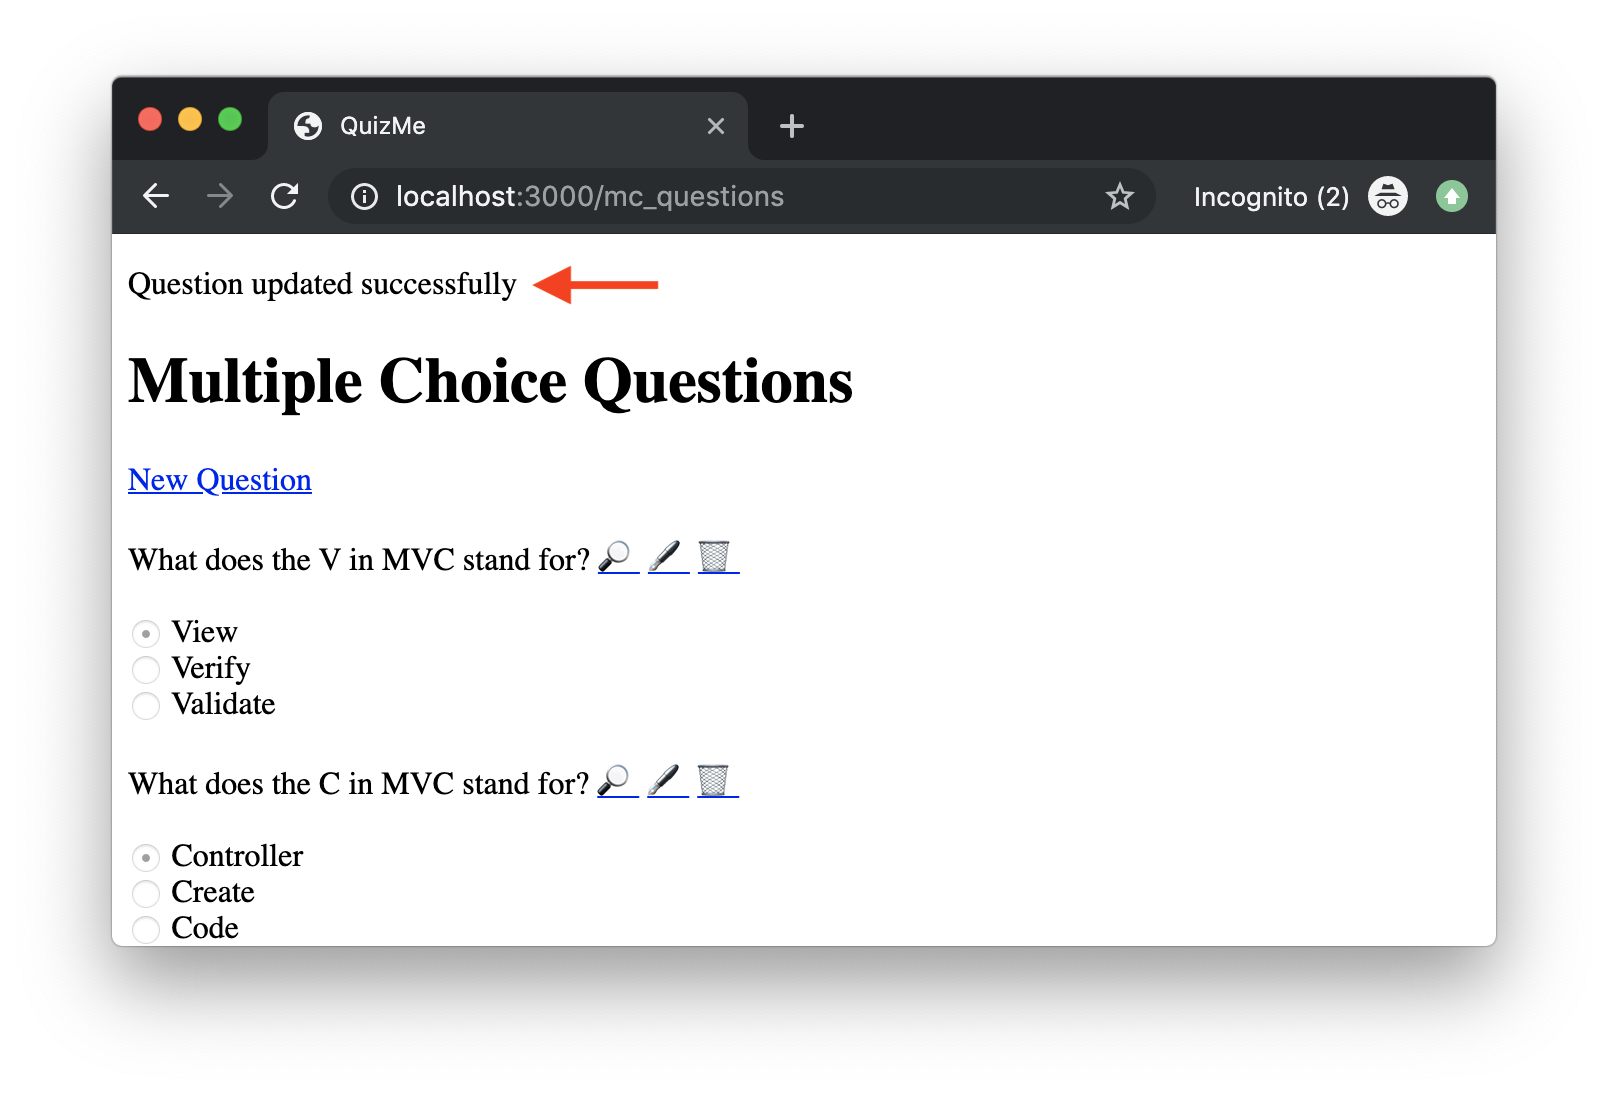 QuizMe
localhost:3000/mc_questions
Incognito (2)
Question updated successfully
Multiple Choice Questions
New Question
What does the V in MVC stand for?
View
Verify
Validate
What does the C in MVC stand for?
Controller
Create
Code